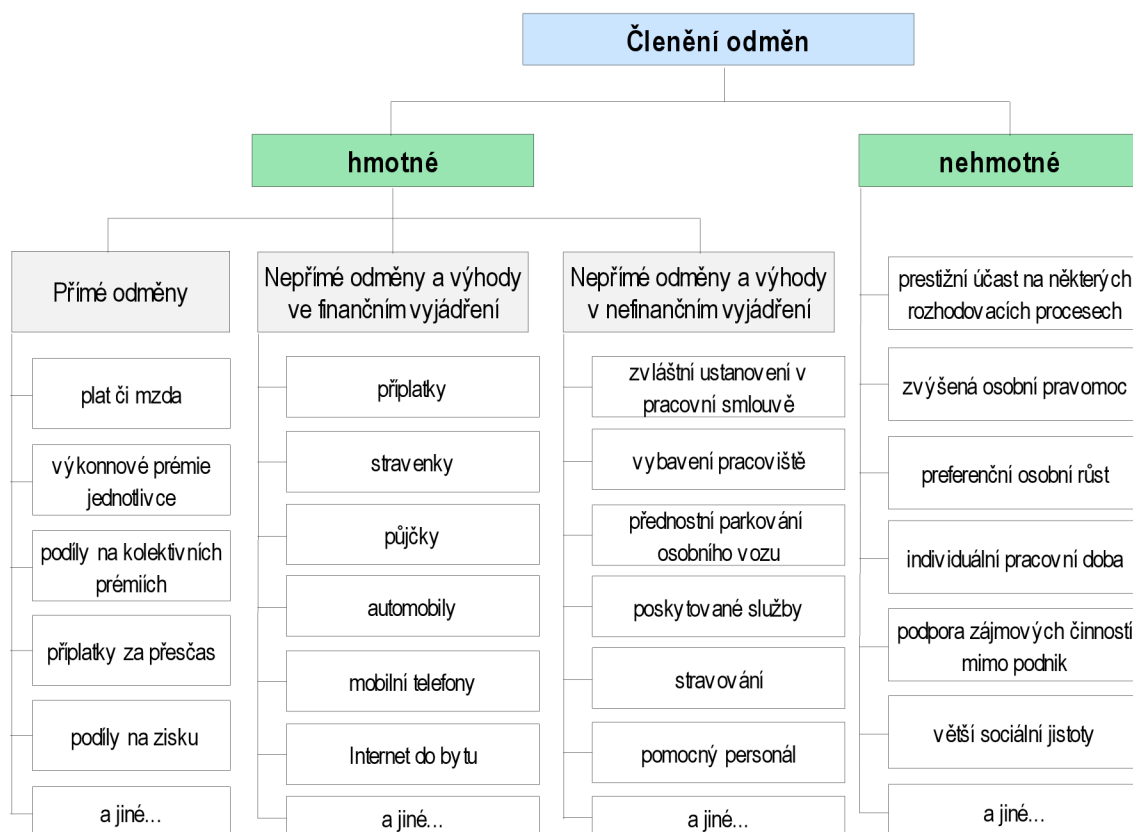 Členění odměn
hmotné
nehmotné
Přímé odměny
plat či mzda
výkonnové prémie
jednotlivce
podíly na kolektivních
prémiích
příplatky za přesčas
podíly na zisku
a jiné...
Nepřímé odměny a výhody
ve finančním vyjádření
příplatky
stravenky
půjčky
automobily
mobilní telefony
Internet do bytu
a jiné...
Nepřímé odměny a výhody
v nefinančním vyjádření
zvláštní ustanovení v
pracovní smlouvě
vybavení pracoviště
přednostní parkování
osobního vozu
poskytované služby
stravování
pomocný personál
a jiné...
prestižní účast na některých
rozhodovacích procesech
zvýšená osobní pravomoc
preferenční osobní růst
individuální pracovní doba
podpora zájmových činností
mimo podnik
větší sociální jistoty
a jiné...